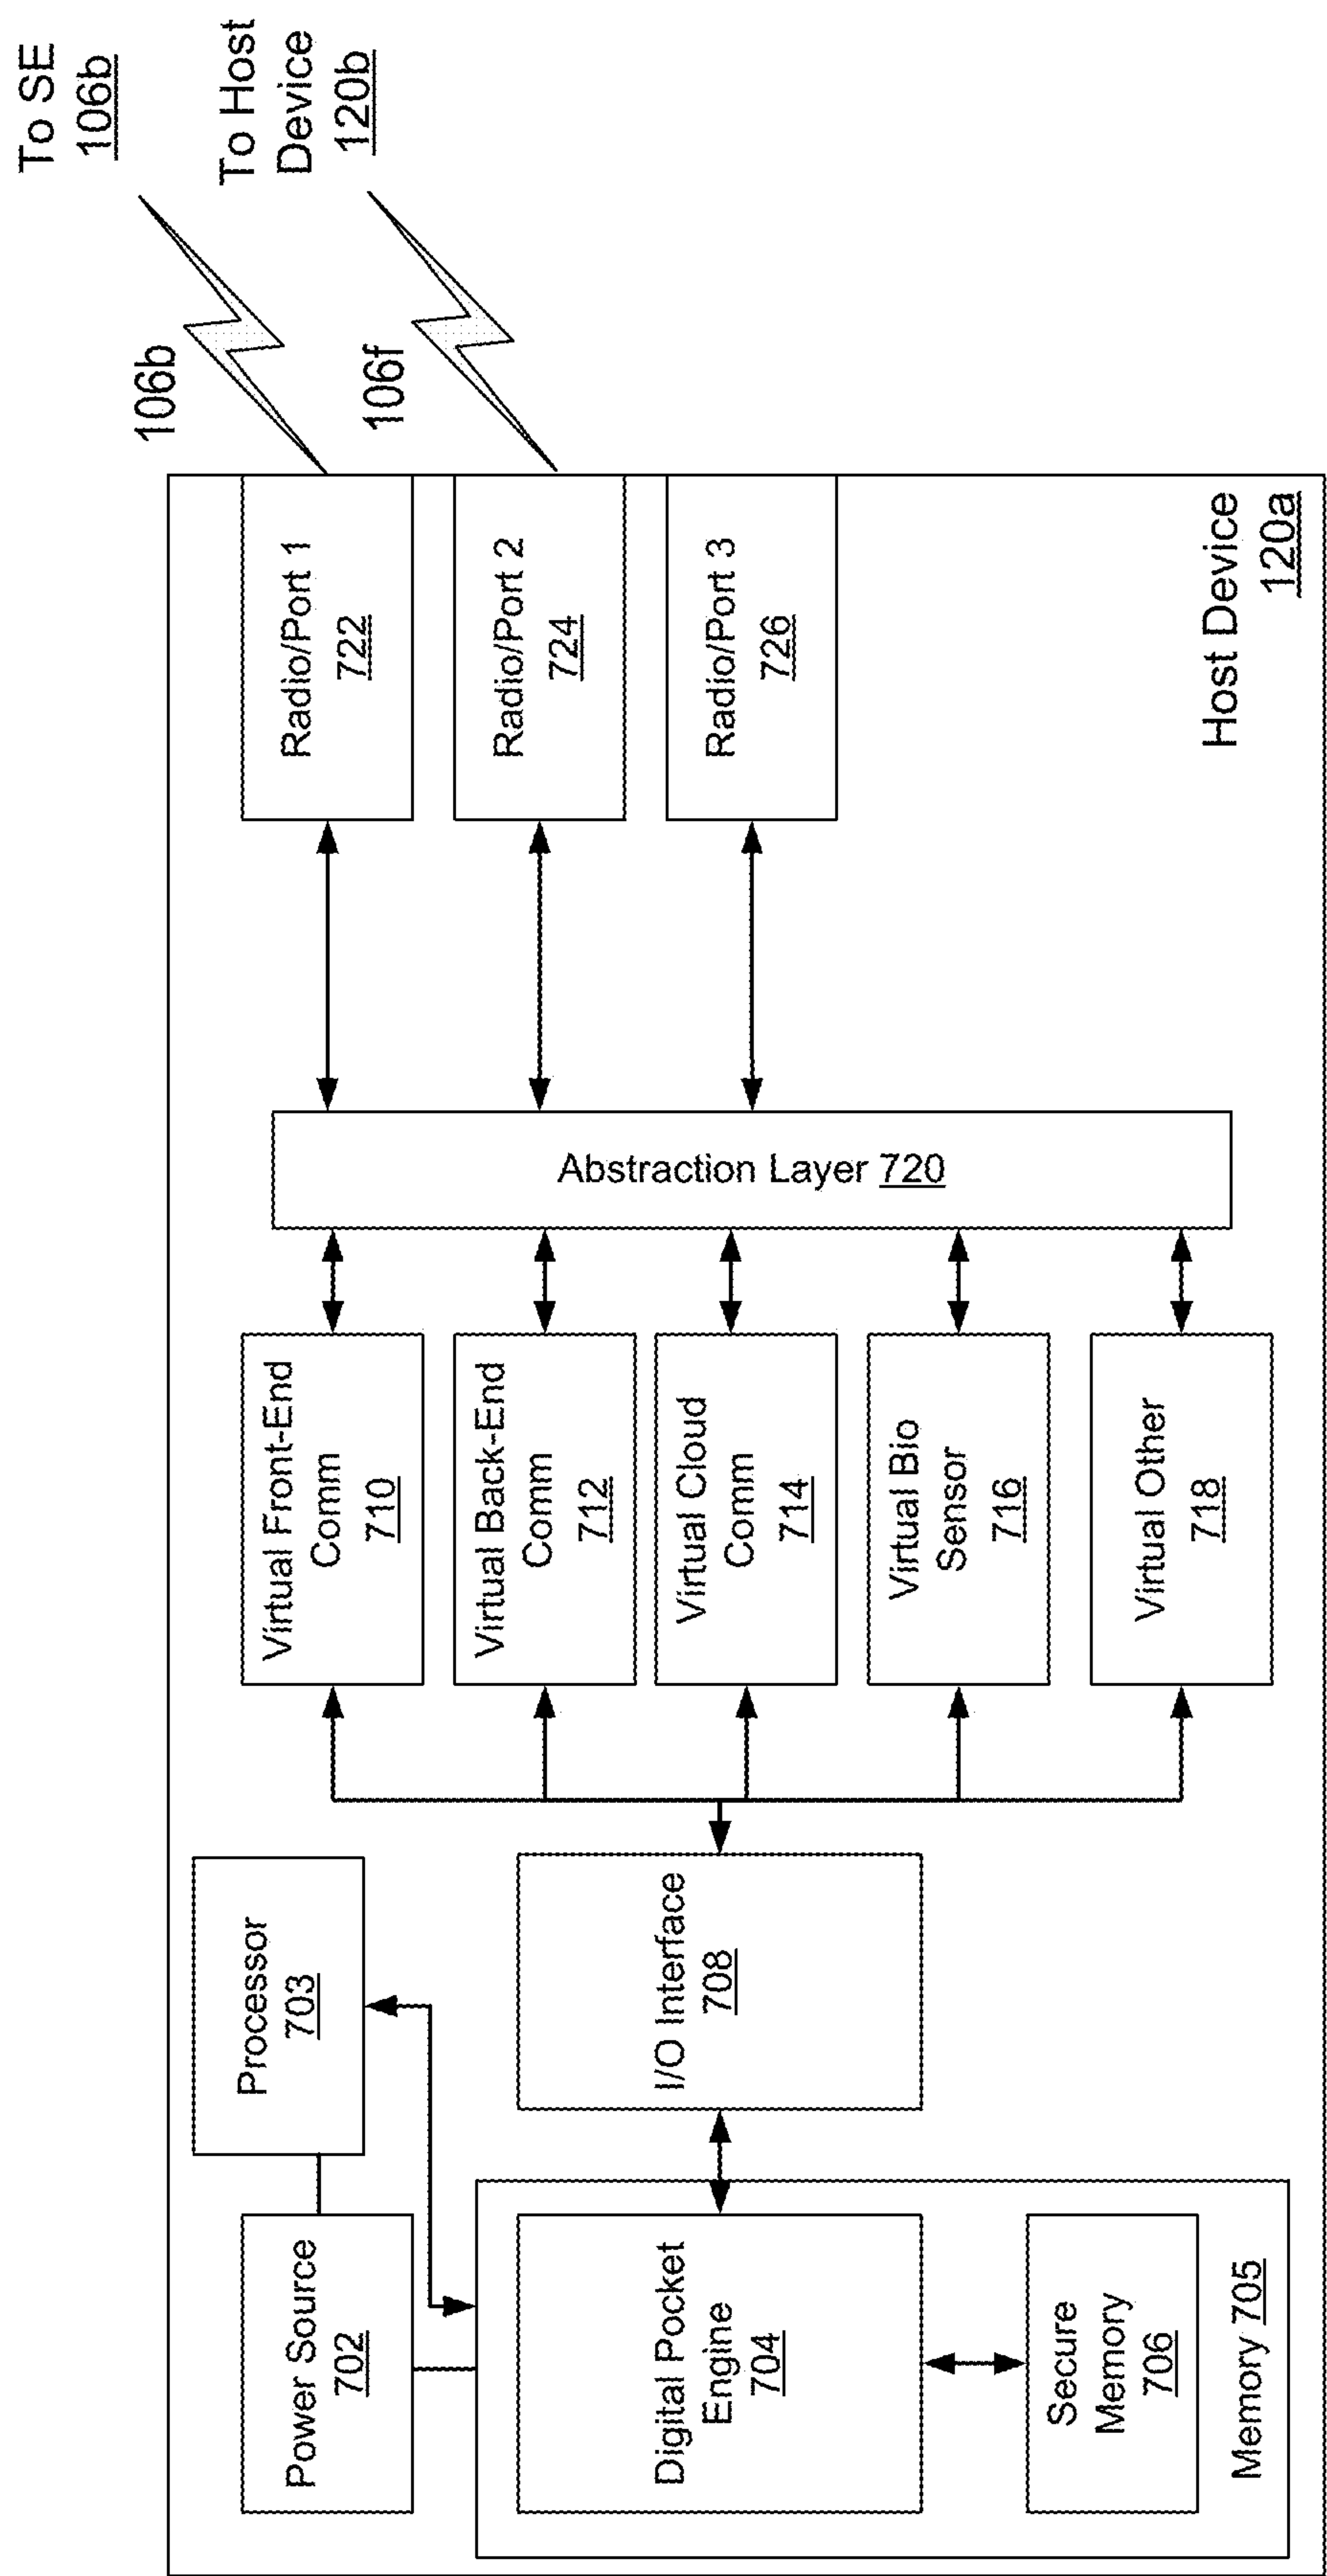 To SE
106b
To Host
Device
120b
106b
106f
Power Source
702
Processor
703
Digital Pocket
Engine
704
Secure
Memory
706
Memory 705
I/O Interface
708
Virtual Front-End
Comm
710
Virtual Back-End
Comm
712
Virtual Cloud
Comm
714
Virtual Bio
Sensor
716
Virtual Other
718
Abstraction Layer 720
Radio/Port 1
722
Radio/Port 2
724
Radio/Port 3
726
Host Device
120a